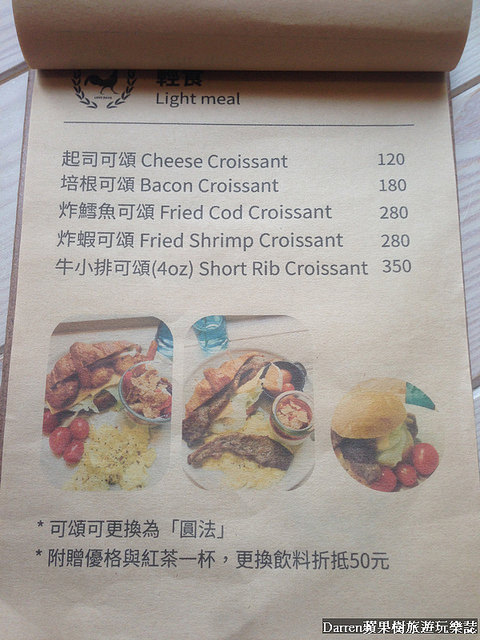 輕食
Light meal
起司可頌 Cheese Croissant 120
培根可頌 Bacon Croissant 180
炸鱈魚可頌 Fried Cod Croissant 280
炸蝦可頌 Fried Shrimp Croissant 280
牛小排可頌(4oz) Short Rib Croissant 350
* 可頌可更換為「圓法」
* 附贈優格與紅茶一杯，更換飲料折抵50元
Darren蘋果樹旅遊玩樂誌